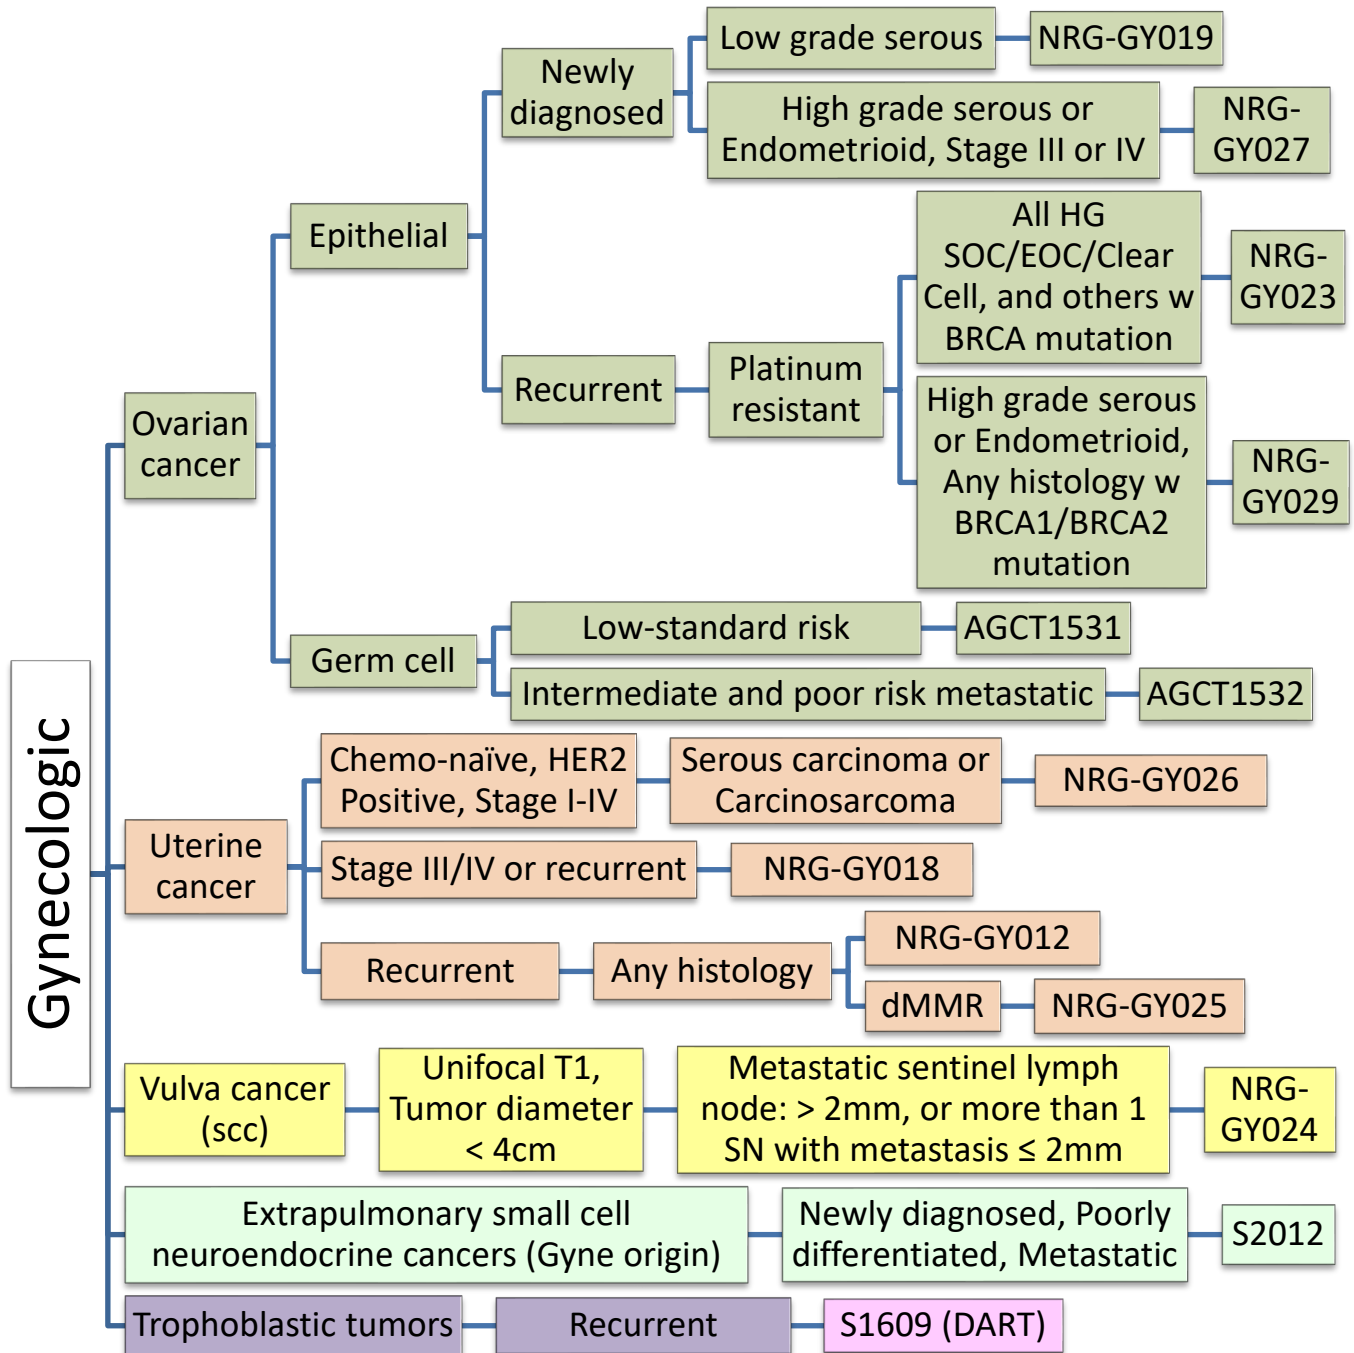 Gynecologic
Ovarian
cancer
Epithelial
Newly
diagnosed
Low grade serous
NRG-GY019
High grade serous or
Endometrioid, Stage III or IV
NRG-
GY027
Recurrent
Platinum
resistant
All HG
SOC/EOC/Clear
Cell, and others w
BRCA mutation
NRG-
GY023
High grade serous
or Endometrioid,
Any histology w
BRCA1/BRCA2
mutation
NRG-
GY029
Germ cell
Low-standard risk
AGCT1531
Intermediate and poor risk metastatic
AGCT1532
Uterine
cancer
Chemo-naïve, HER2
Positive, Stage I-IV
Serous carcinoma or
Carcinosarcoma
NRG-GY026
Stage III/IV or recurrent
NRG-GY018
Recurrent
Any histology
NRG-GY012
dMMR
NRG-GY025
Vulva cancer
(scc)
Unifocal T1,
Tumor diameter
< 4cm
Metastatic sentinel lymph
node: > 2mm, or more than 1
SN with metastasis ≤ 2mm
NRG-
GY024
Extrapulmonary small cell
neuroendocrine cancers (Gyne origin)
Newly diagnosed, Poorly
differentiated, Metastatic
S2012
Trophoblastic tumors
Recurrent
S1609 (DART)